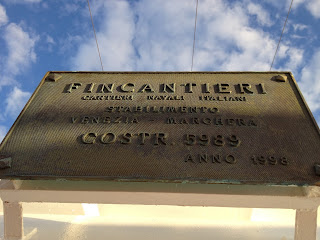 FINCANTIERI
CANTIERI NAVALI ITALIANI
STABILIMENTO
VENEZIA - MARGHERA
COSTR. 5989
ANNO 1998